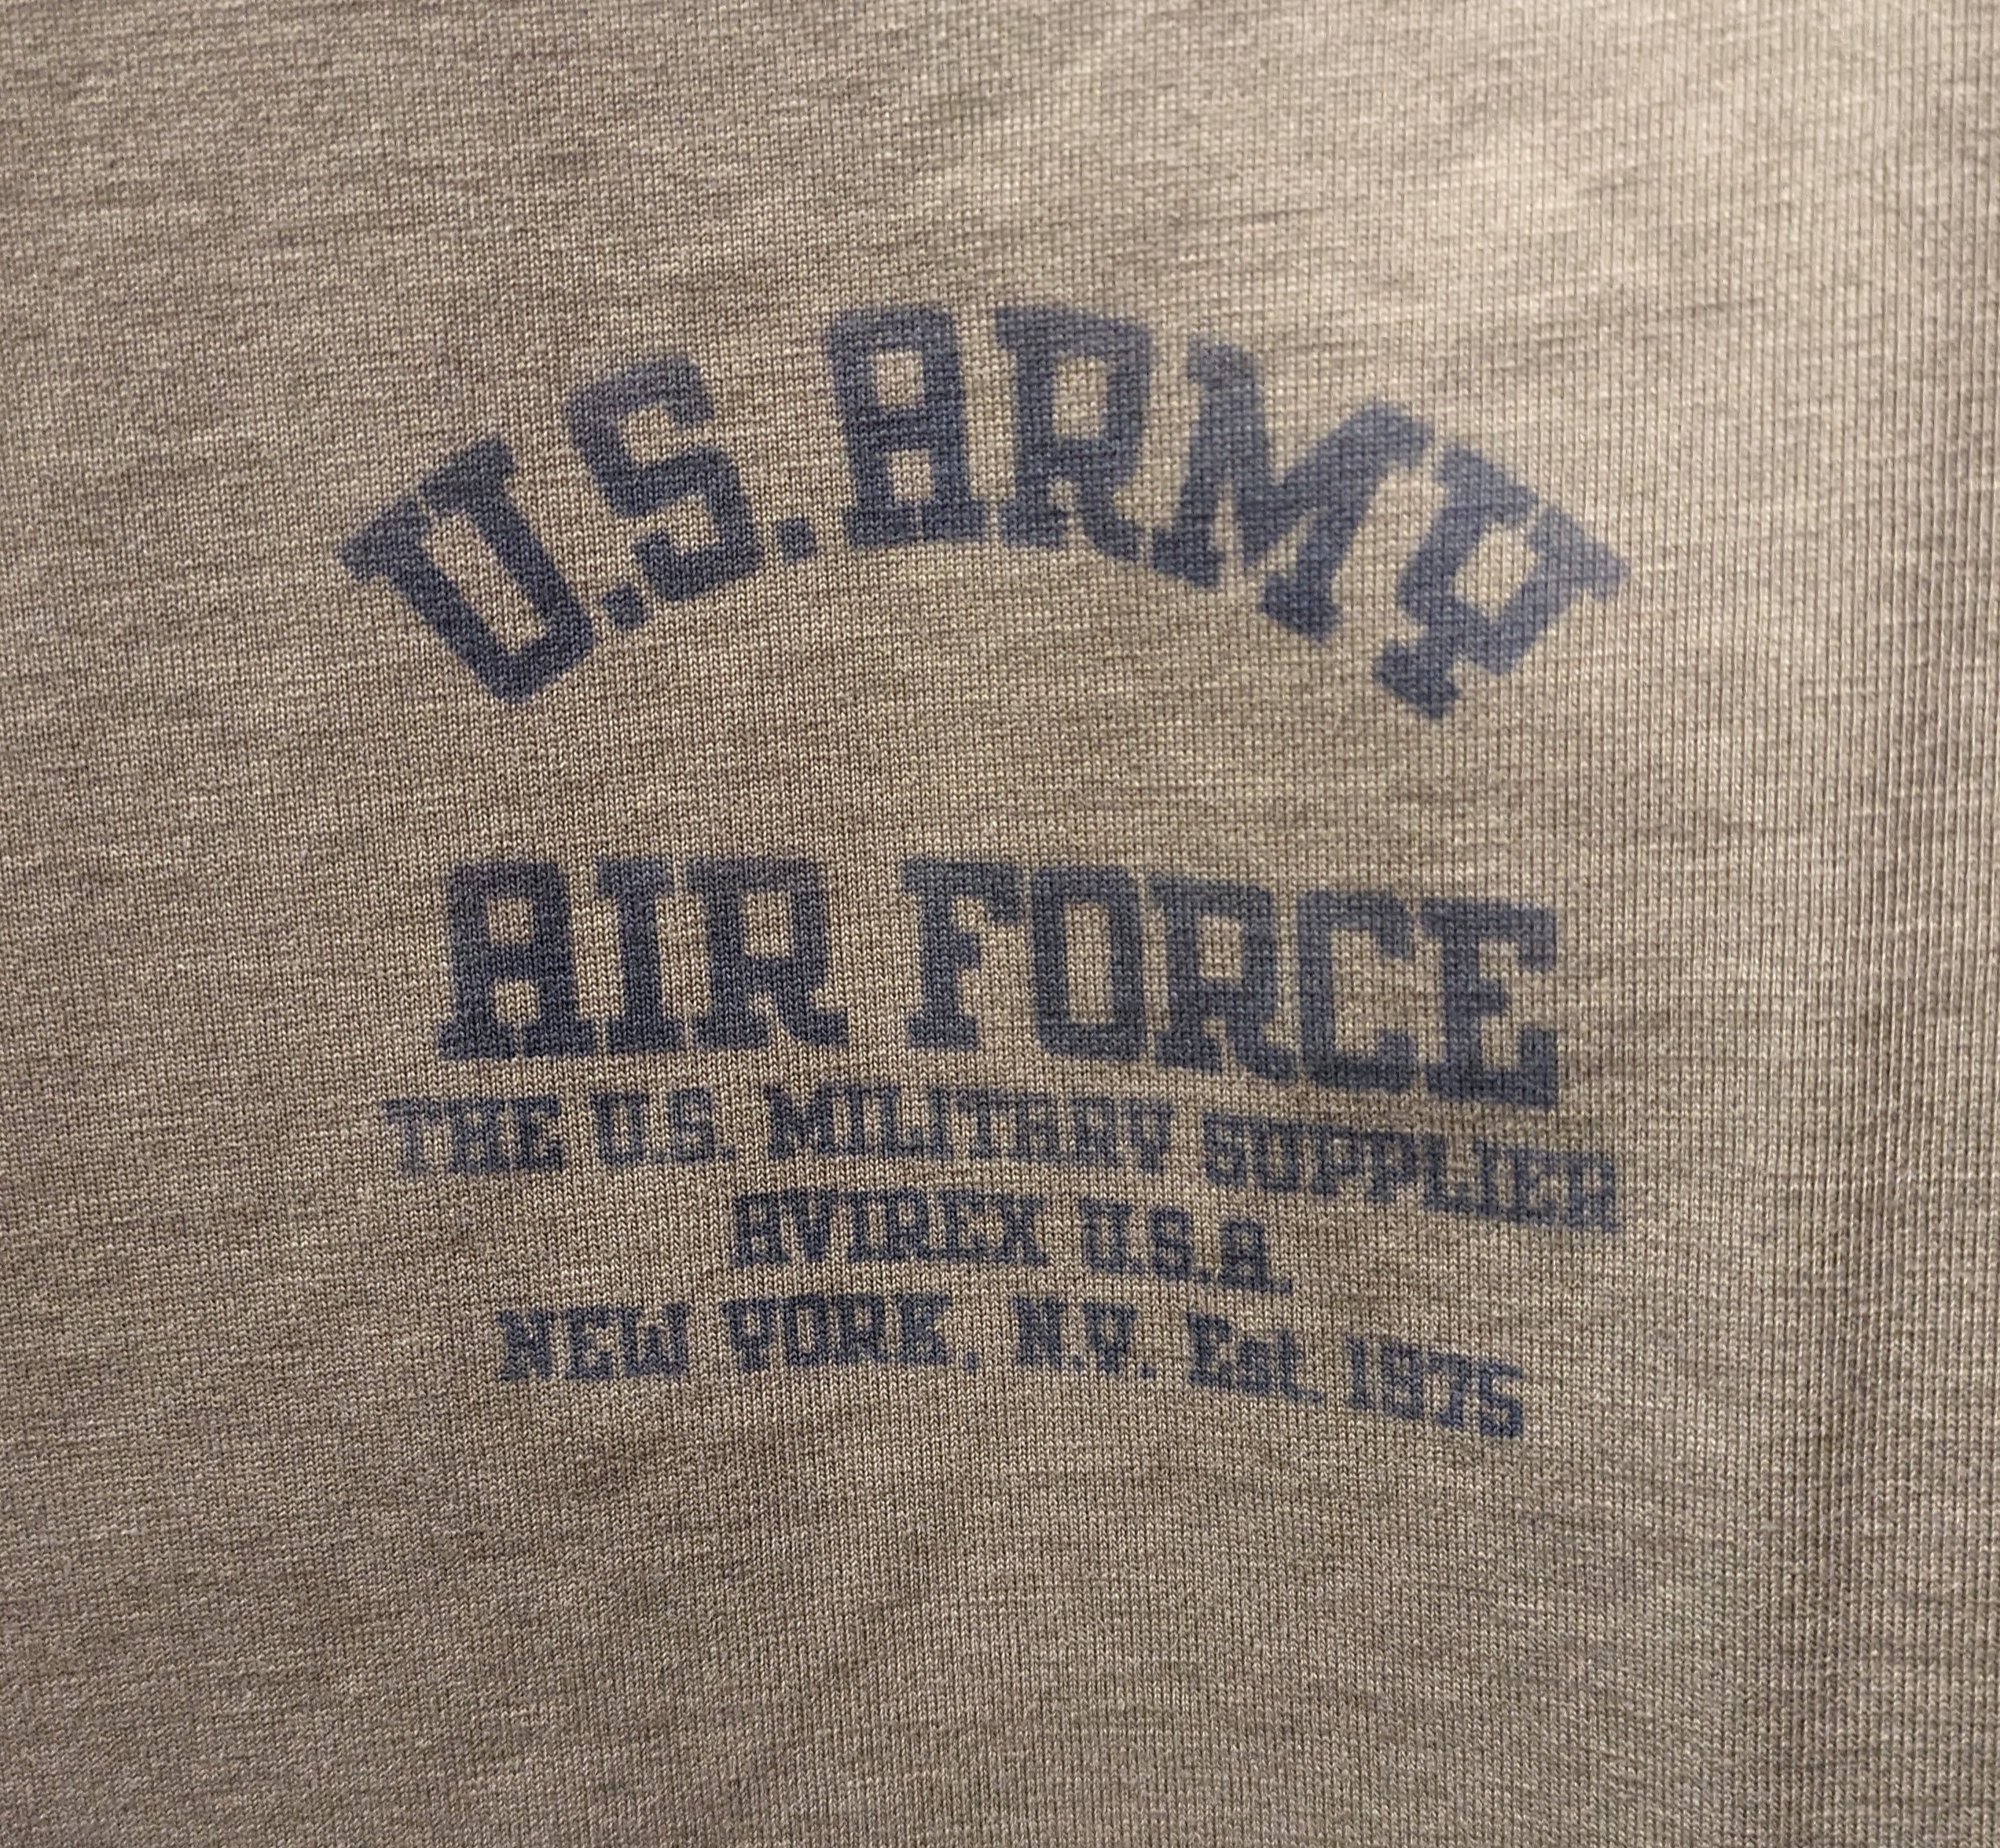 U.S.ARMY
AIR FORCE
THE U.S. MILITARY SUPPLIER
AVIREX U.S.A.
NEW YORK, N.Y. Est.1975